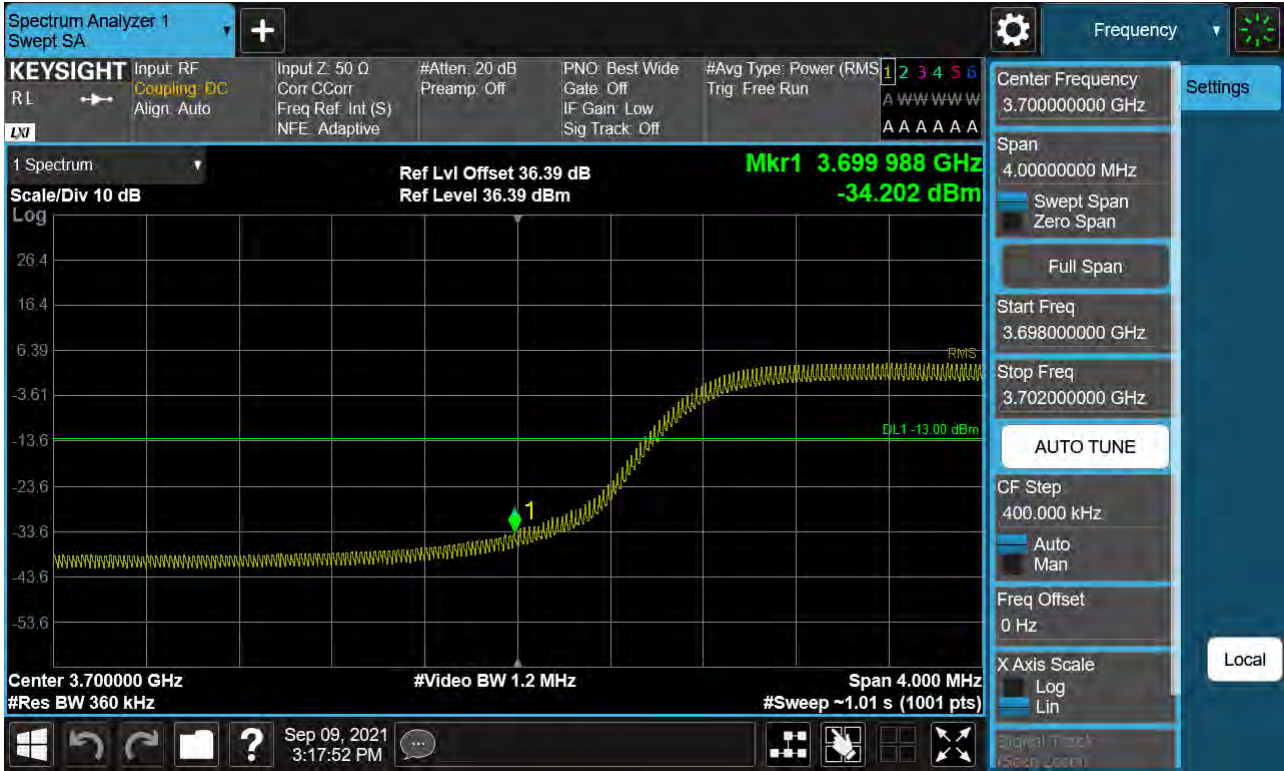 Spectrum Analyzer 1
Swept SA
Frequency
KEYSIGHT
R L
LXI
Input: RF
Coupling: DC
Align: Auto
Input Z: 50 Ω
Corr CCorr
Freq Ref: Int (S)
NFE: Adaptive
#Atten: 20 dB
Preamp: Off
PNO: Best Wide
Gate: Off
IF Gain: Low
Sig Track: Off
#Avg Type: Power (RMS
Trig: Free Run
1 2 3 4 5 6
A W W W W W
A A A A A A
1 Spectrum
Scale/Div 10 dB
Log
Ref Lvl Offset 36.39 dB
Ref Level 36.39 dBm
Mkr1 3.699 988 GHz
-34.202 dBm
26.4
16.4
6.39
-3.61
-13.6
-23.6
-33.6
-43.6
-53.6
RMS
DL1 -13.00 dBm
1
Center 3.700000 GHz
#Res BW 360 kHz
#Video BW 1.2 MHz
Span 4.000 MHz
#Sweep ~1.01 s (1001 pts)
Sep 09, 2021
3:17:52 PM
Center Frequency
3.700000000 GHz
Span
4.00000000 MHz
Swept Span
Zero Span
Full Span
Start Freq
3.698000000 GHz
Stop Freq
3.702000000 GHz
AUTO TUNE
CF Step
400.000 kHz
Auto
Man
Freq Offset
0 Hz
X Axis Scale
Log
Lin
Signal Track
(Span Zoom)
Settings
Local